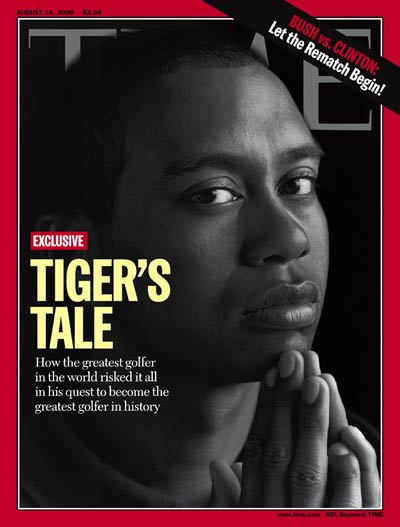 AUGUST 14, 2000 $3.50
TIME
BUSH vs. CLINTON:
Let the Rematch Begin!
EXCLUSIVE
TIGER'S
TALE
How the greatest golfer
in the world risked it all
in his quest to become the
greatest golfer in history
www.time.com AOL Keyword: TIME